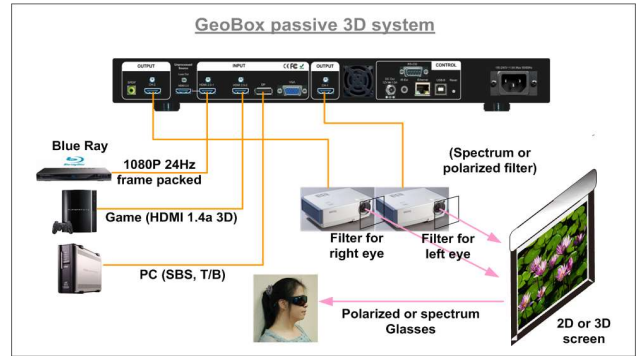 GeoBox passive 3D system
OUTPUT
INPUT
OUTPUT
CONTROL
Blue Ray
1080P 24Hz
frame packed
Game (HDMI 1.4a 3D)
PC (SBS, T/B)
(Spectrum or
polarized filter)
Filter for
right eye
Filter for
left eye
Polarized or spectrum
Glasses
2D or 3D
screen